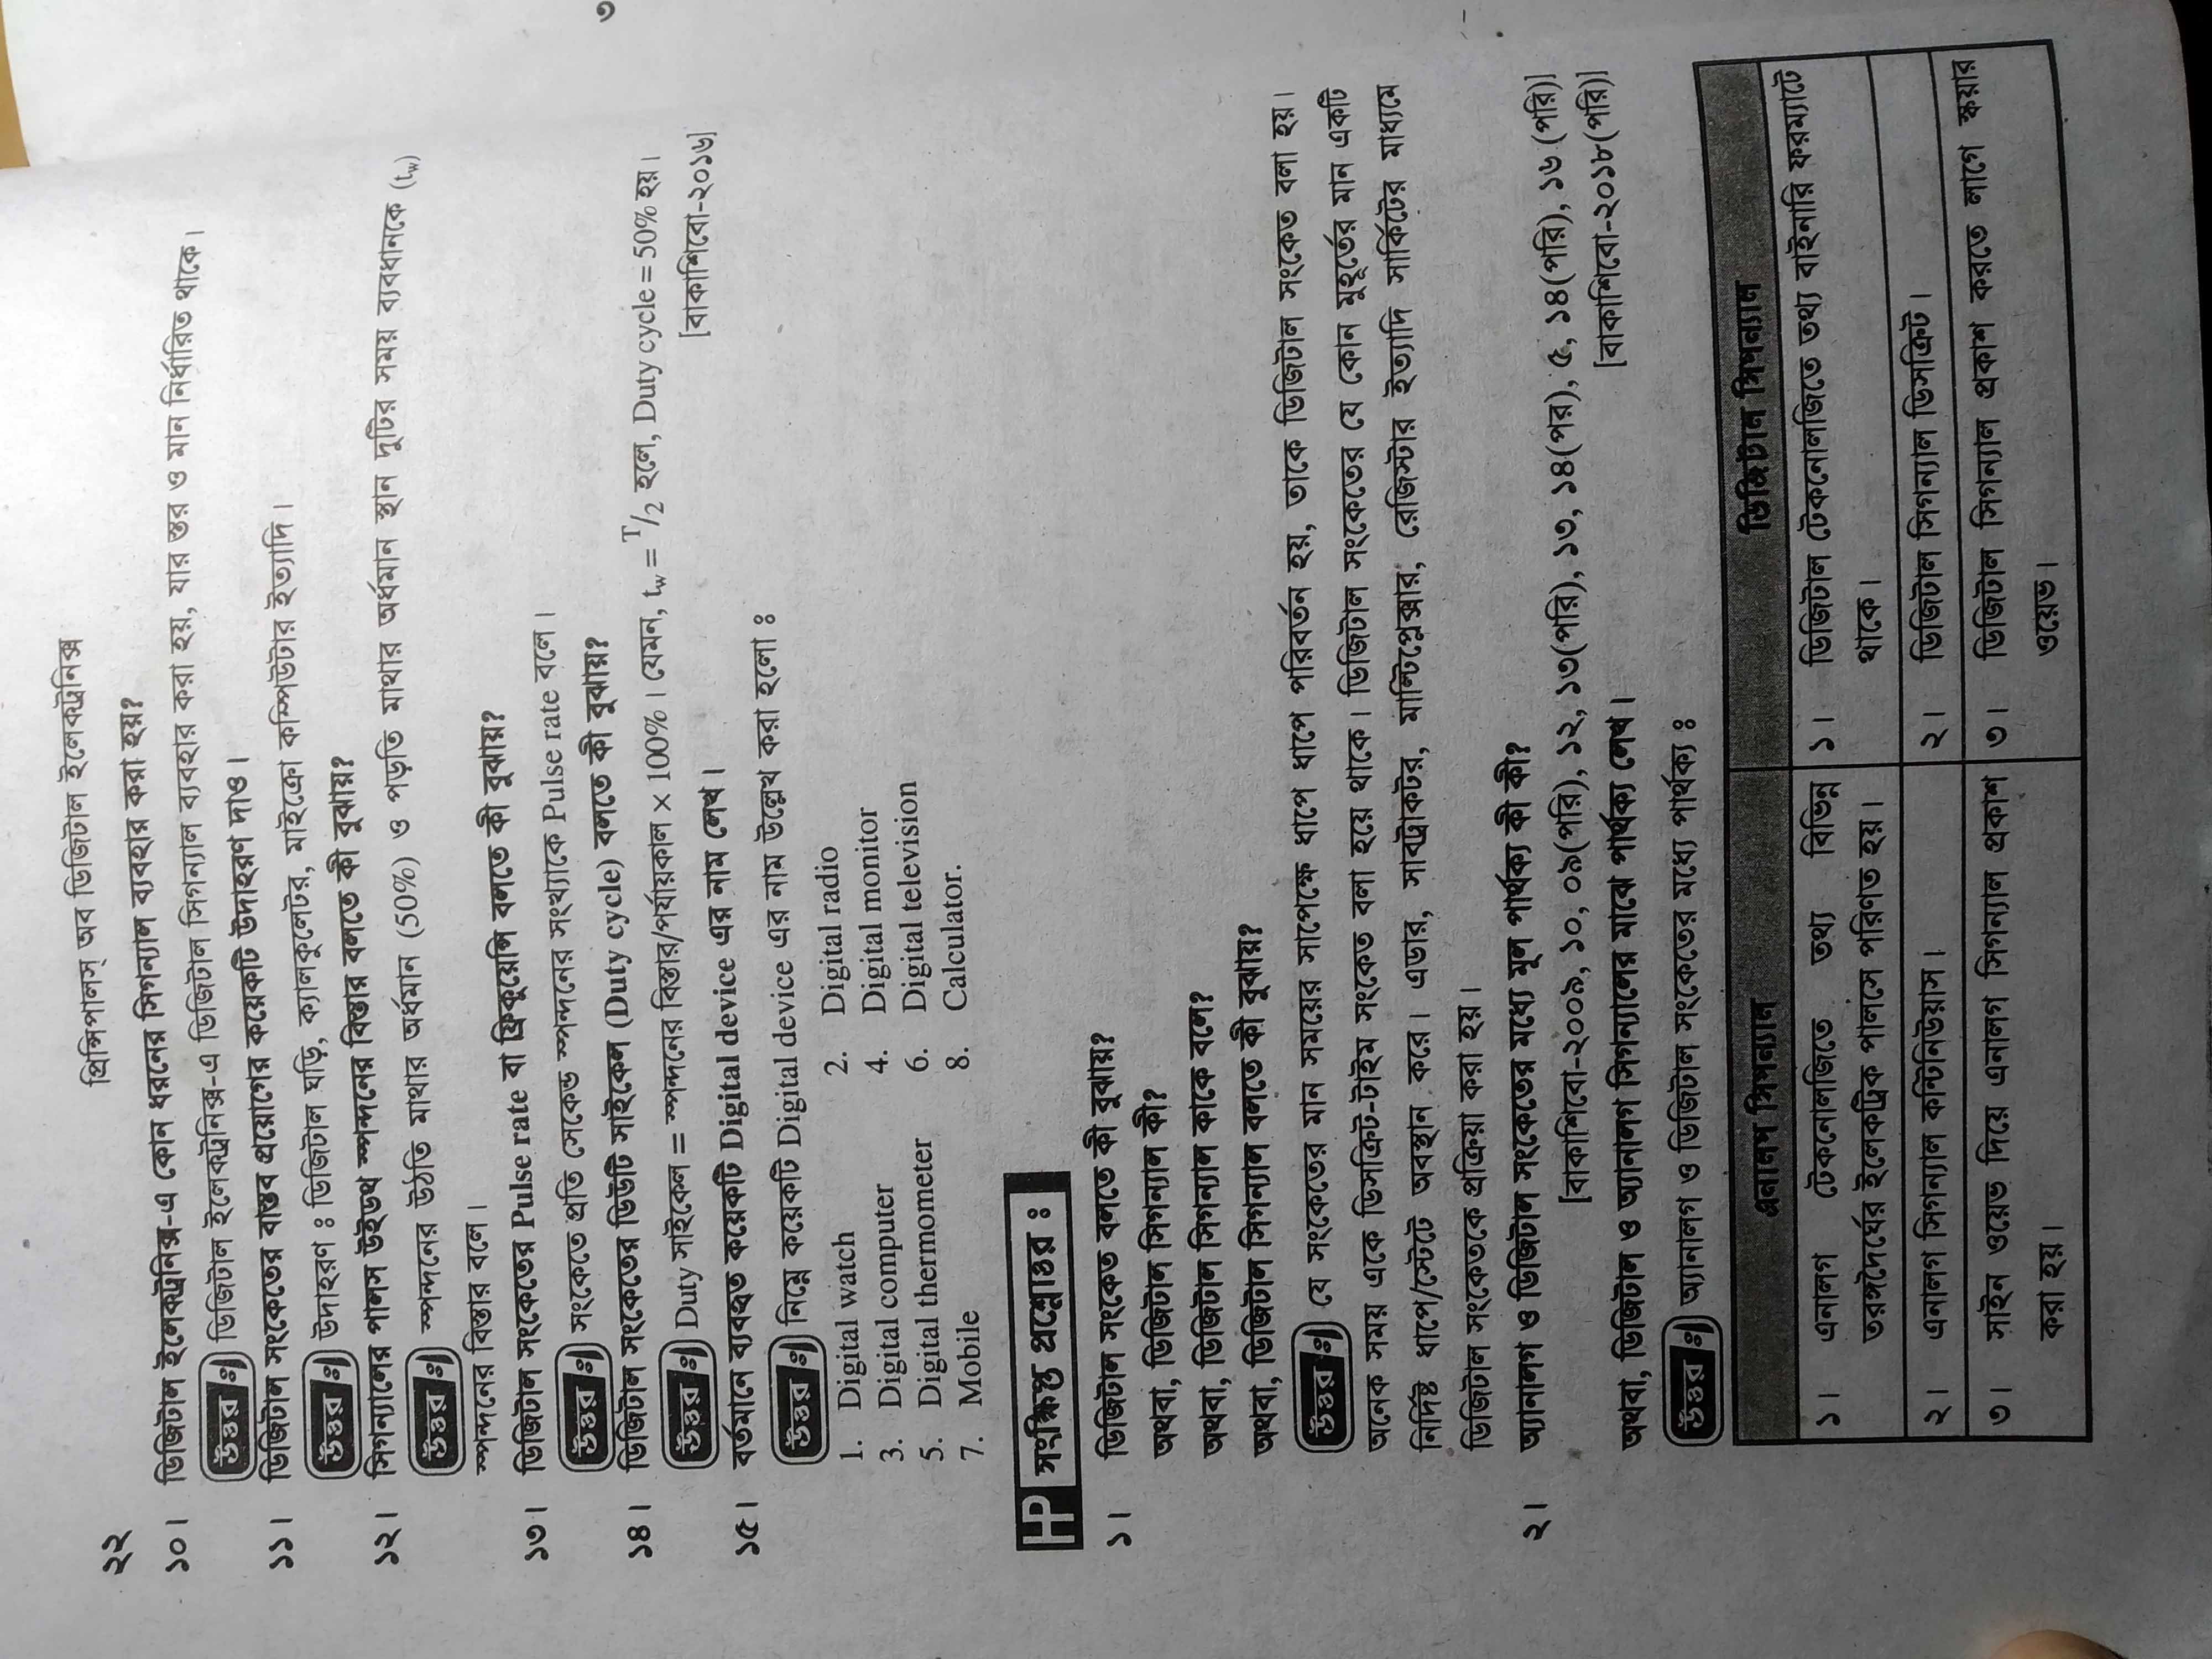 প্রিন্সিপালস্ অব ডিজিটাল ইলেকট্রনিক্স
২২
১০। ডিজিটাল ইলেকট্রনিক্স-এ কোন ধরনের সিগন্যাল ব্যবহার করা হয়?
উত্তর ঃ ডিজিটাল ইলেকট্রনিক্স-এ ডিজিটাল সিগন্যাল ব্যবহার করা হয়, যার স্তর ও মান নির্ধারিত থাকে।
১১। ডিজিটাল সংকেতের বাস্তব প্রয়োগের কয়েকটি উদাহরণ দাও।
উত্তর ঃ উদাহরণ ঃ ডিজিটাল ঘড়ি, ক্যালকুলেটর, মাইক্রো কম্পিউটার ইত্যাদি।
১২। সিগন্যালের পালস উইডথ স্পন্দনের বিস্তার বলতে কী বুঝায়?
উত্তর ঃ স্পন্দনের উঠতি মাথার অর্ধমান (50%) ও পড়তি মাথার অর্ধমান স্থান দুটির সময় ব্যবধানকে (tw)
স্পন্দনের বিস্তার বলে।
১৩। ডিজিটাল সংকেতের Pulse rate বা ফ্রিকুয়েন্সি বলতে কী বুঝায়?
উত্তর ঃ সংকেতে প্রতি সেকেন্ড স্পন্দনের সংখ্যাকে Pulse rate বলে।
১৪। ডিজিটাল সংকেতের ডিউটি সাইকেল (Duty cycle) বলতে কী বুঝায়?
উত্তর ঃ Duty সাইকেল = স্পন্দনের বিস্তার/পর্যায়কাল × 100%। যেমন, tw = T/2 হলে, Duty cycle = 50% হয়।
১৫। বর্তমানে ব্যবহৃত কয়েকটি Digital device এর নাম লেখ। [বাকাশিবো-২০১৬]
উত্তর ঃ নিম্নে কয়েকটি Digital device এর নাম উল্লেখ করা হলো ঃ
1. Digital watch 2. Digital radio
3. Digital computer 4. Digital monitor
5. Digital thermometer 6. Digital television
7. Mobile 8. Calculator.
HP সংক্ষিপ্ত প্রশ্নোত্তর ঃ
১। ডিজিটাল সংকেত বলতে কী বুঝায়?
অথবা, ডিজিটাল সিগন্যাল কী?
অথবা, ডিজিটাল সিগন্যাল কাকে বলে?
অথবা, ডিজিটাল সিগন্যাল বলতে কী বুঝায়?
উত্তর ঃ যে সংকেতের মান সময়ের সাপেক্ষে ধাপে ধাপে পরিবর্তন হয়, তাকে ডিজিটাল সংকেত বলা হয়।
অনেক সময় একে ডিসক্রিট-টাইম সংকেত বলা হয়ে থাকে। ডিজিটাল সংকেতের যে কোন মুহূর্তের মান একটি
নির্দিষ্ট ধাপে/স্টেটে অবস্থান করে। এডার, সাবট্রাকটর, মাল্টিপ্লেক্সার, রেজিস্টার ইত্যাদি সার্কিটের মাধ্যমে
ডিজিটাল সংকেতকে প্রক্রিয়া করা হয়।
২। অ্যানালগ ও ডিজিটাল সংকেতের মধ্যে মূল পার্থক্য কী কী?
[বাকাশিবো-২০০৯, ১০, ০৯(পরি), ১২, ১৩(পরি), ১৩, ১৪(পর), ৫, ১৪(পরি), ১৬ (পরি)]
অথবা, ডিজিটাল ও অ্যানালগ সিগন্যালের মাঝে পার্থক্য লেখ। [বাকাশিবো-২০১৮(পরি)]
উত্তর ঃ অ্যানালগ ও ডিজিটাল সংকেতের মধ্যে পার্থক্য ঃ
এনালগ সিগন্যাল ডিজিটাল সিগন্যাল
১। এনালগ টেকনোলজিতে তথ্য বিভিন্ন ১। ডিজিটাল টেকনোলজিতে তথ্য বাইনারি ফরম্যাটে
তরঙ্গদৈর্ঘের ইলেকট্রিক পালসে পরিণত হয়। থাকে।
২। এনালগ সিগন্যাল কন্টিনিউয়াস। ২। ডিজিটাল সিগন্যাল ডিসক্রিট।
৩। সাইন ওয়েভ দিয়ে এনালগ সিগন্যাল প্রকাশ ৩। ডিজিটাল সিগন্যাল প্রকাশ করতে লাগে স্কয়ার
করা হয়। ওয়েভ।
৩